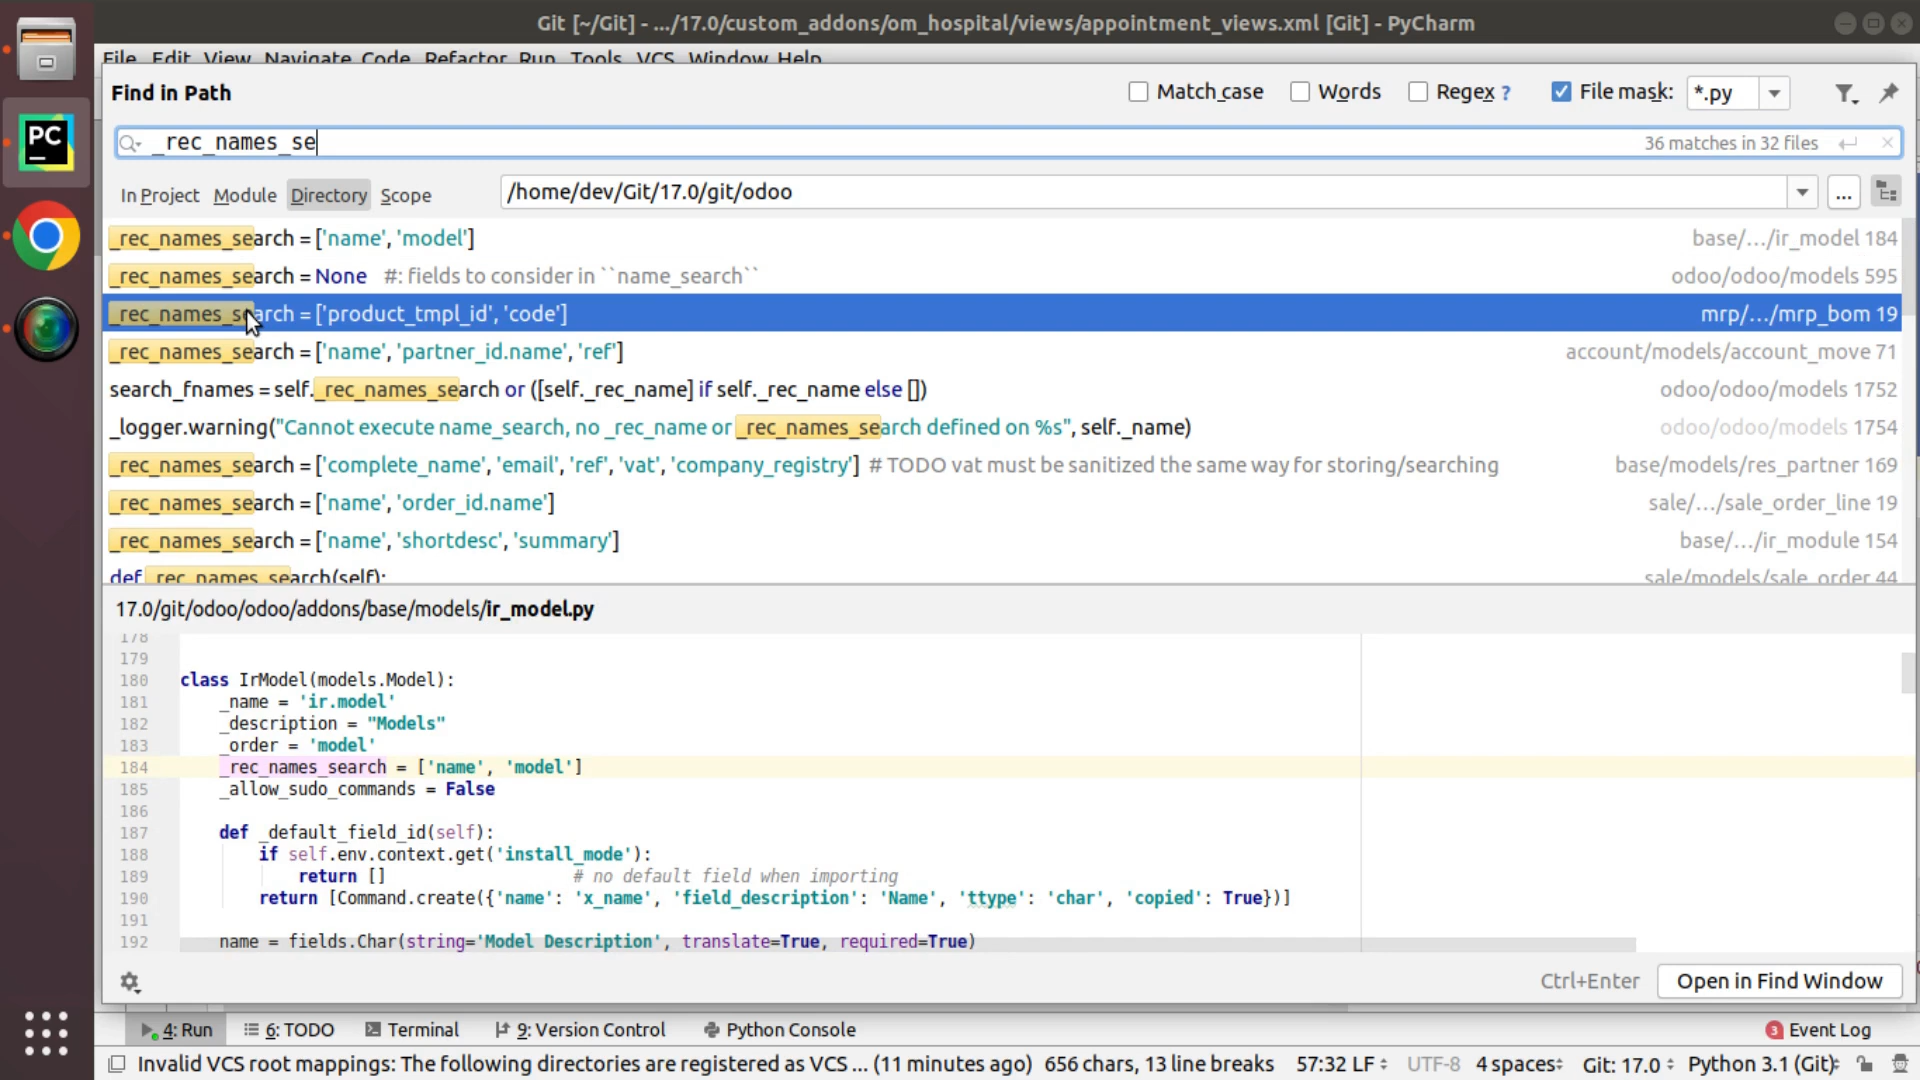 Git [~/Git] - .../17.0/custom_addons/om_hospital/views/appointment_views.xml [Git] - PyCharm
File Edit View Navigate Code Refactor Run Tools VCS Window Help
PC
Find in Path
Match case Words Regex ? File mask: *.py
_rec_names_se
36 matches in 32 files
In Project Module Directory Scope /home/dev/Git/17.0/git/odoo ...
_rec_names_search = ['name', 'model'] base/.../ir_model 184
_rec_names_search = None #: fields to consider in ``name_search`` odoo/odoo/models 595
_rec_names_search = ['product_tmpl_id', 'code'] mrp/.../mrp_bom 19
_rec_names_search = ['name', 'partner_id.name', 'ref'] account/models/account_move 71
search_fnames = self._rec_names_search or ([self._rec_name] if self._rec_name else []) odoo/odoo/models 1752
_logger.warning("Cannot execute name_search, no _rec_name or _rec_names_search defined on %s", self._name) odoo/odoo/models 1754
_rec_names_search = ['complete_name', 'email', 'ref', 'vat', 'company_registry'] # TODO vat must be sanitized the same way for storing/searching base/models/res_partner 169
_rec_names_search = ['name', 'order_id.name'] sale/.../sale_order_line 19
_rec_names_search = ['name', 'shortdesc', 'summary'] base/.../ir_module 154
def _rec_names_search(self): sale/models/sale_order 44
17.0/git/odoo/odoo/addons/base/models/ir_model.py
178
179
180 class IrModel(models.Model):
181 _name = 'ir.model'
182 _description = "Models"
183 _order = 'model'
184 _rec_names_search = ['name', 'model']
185 _allow_sudo_commands = False
186
187 def _default_field_id(self):
188 if self.env.context.get('install_mode'):
189 return [] # no default field when importing
190 return [Command.create({'name': 'x_name', 'field_description': 'Name', 'ttype': 'char', 'copied': True})]
191
192 name = fields.Char(string='Model Description', translate=True, required=True)
Ctrl+Enter Open in Find Window
4: Run 6: TODO Terminal 9: Version Control Python Console 3 Event Log
Invalid VCS root mappings: The following directories are registered as VCS ... (11 minutes ago) 656 chars, 13 line breaks 57:32 LF UTF-8 4 spaces Git: 17.0 Python 3.1 (Git)